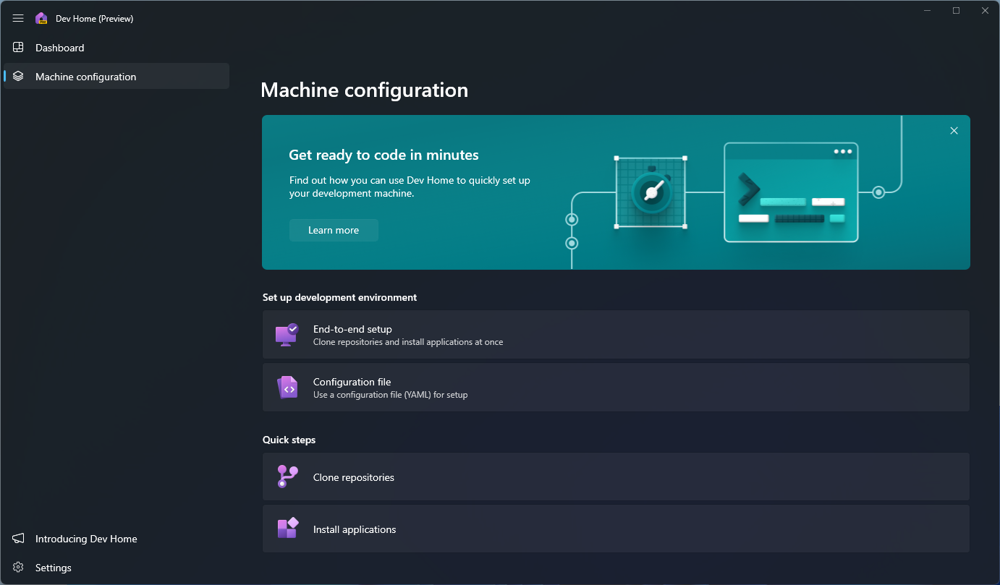 Dev Home (Preview)
Dashboard
Machine configuration
Machine configuration
Get ready to code in minutes
Find out how you can use Dev Home to quickly set up
your development machine.
Learn more
Set up development environment
End-to-end setup
Clone repositories and install applications at once
Configuration file
Use a configuration file (YAML) for setup
Quick steps
Clone repositories
Install applications
Introducing Dev Home
Settings